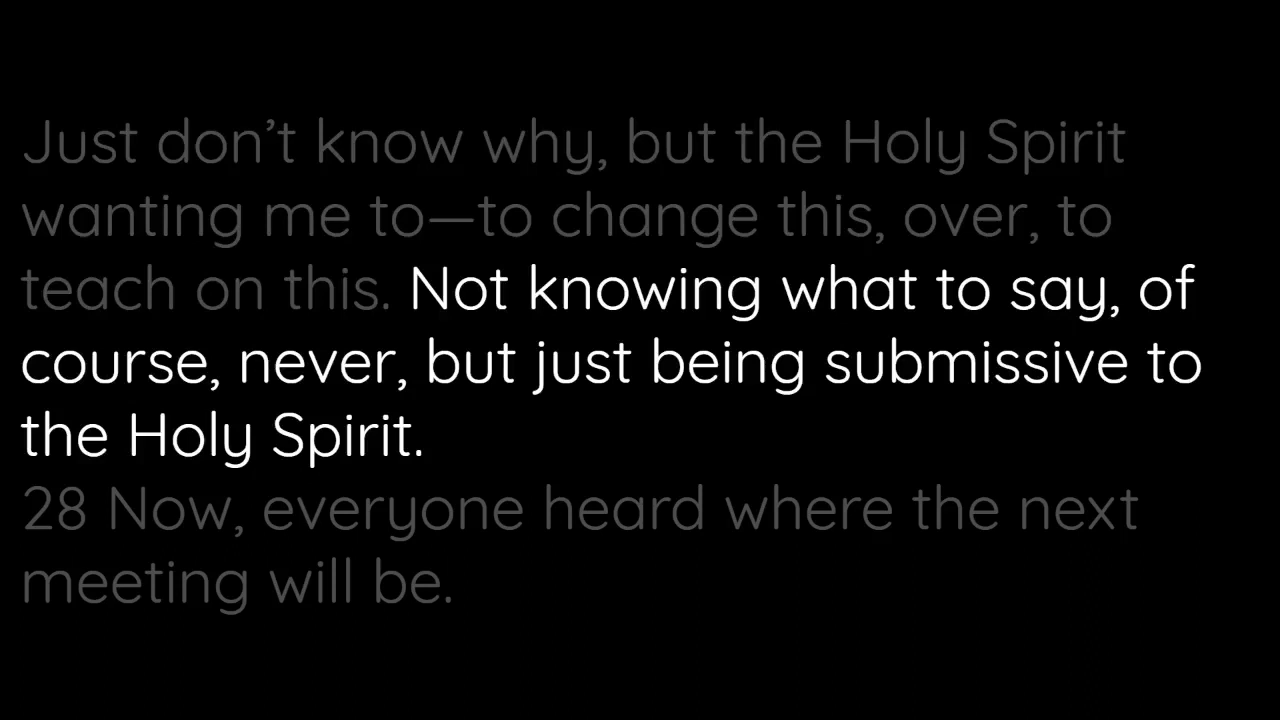 Just don’t know why, but the Holy Spirit
wanting me to—to change this, over, to
teach on this. Not knowing what to say, of
course, never, but just being submissive to
the Holy Spirit.
28 Now, everyone heard where the next
meeting will be.